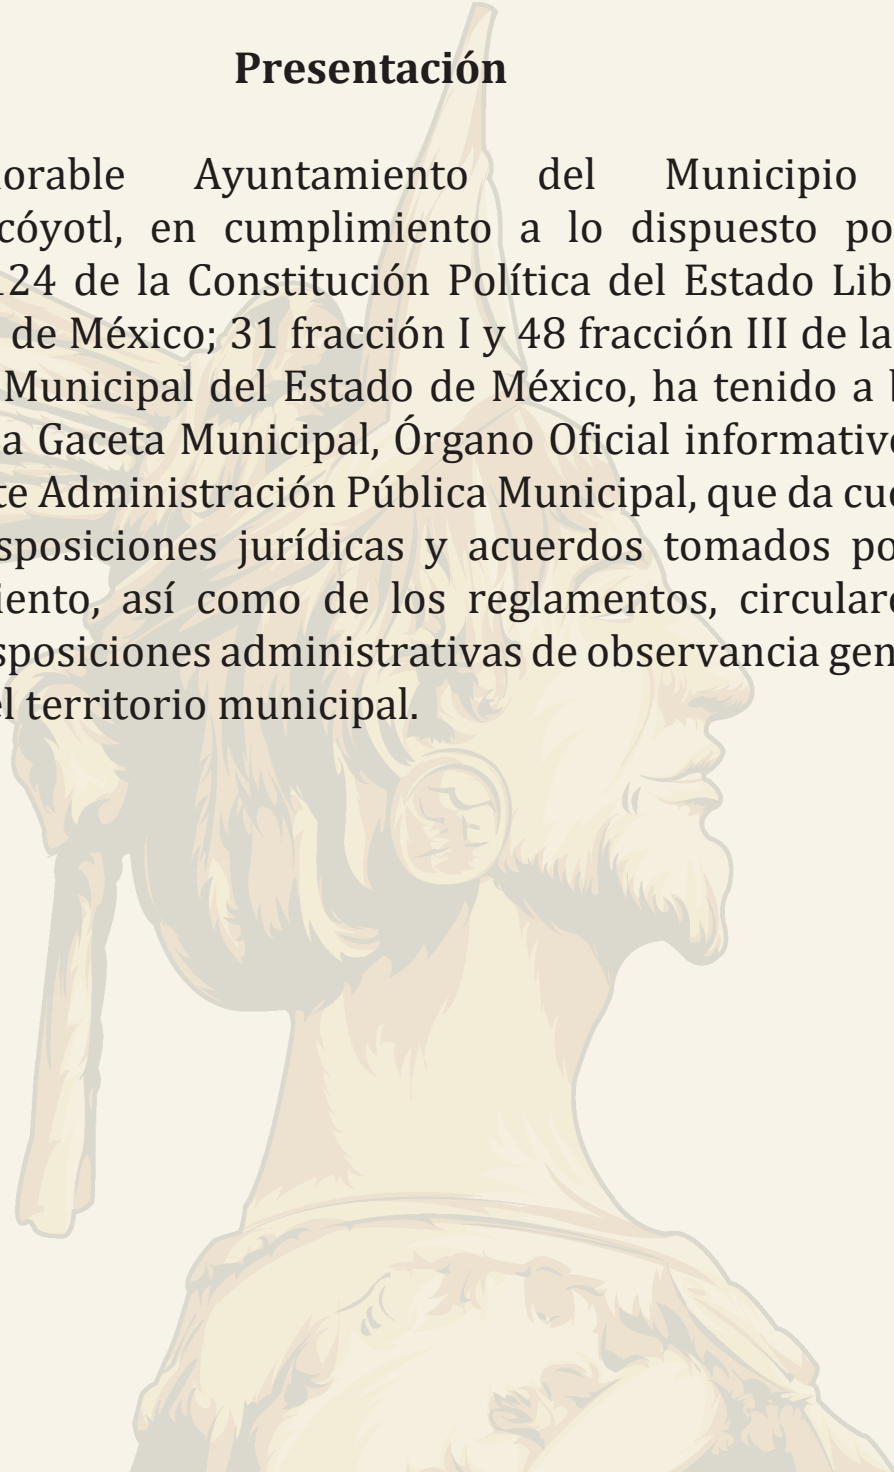 Presentación
orable Ayuntamiento del Municipio
cóyotl, en cumplimiento a lo dispuesto po
124 de la Constitución Política del Estado Lib
de México; 31 fracción I y 48 fracción III de la
Municipal del Estado de México, ha tenido a
a Gaceta Municipal, Órgano Oficial informativ
te Administración Pública Municipal, que da cu
sposiciones jurídicas y acuerdos tomados po
iento, así como de los reglamentos, circular
sposiciones administrativas de observancia gen
el territorio municipal.